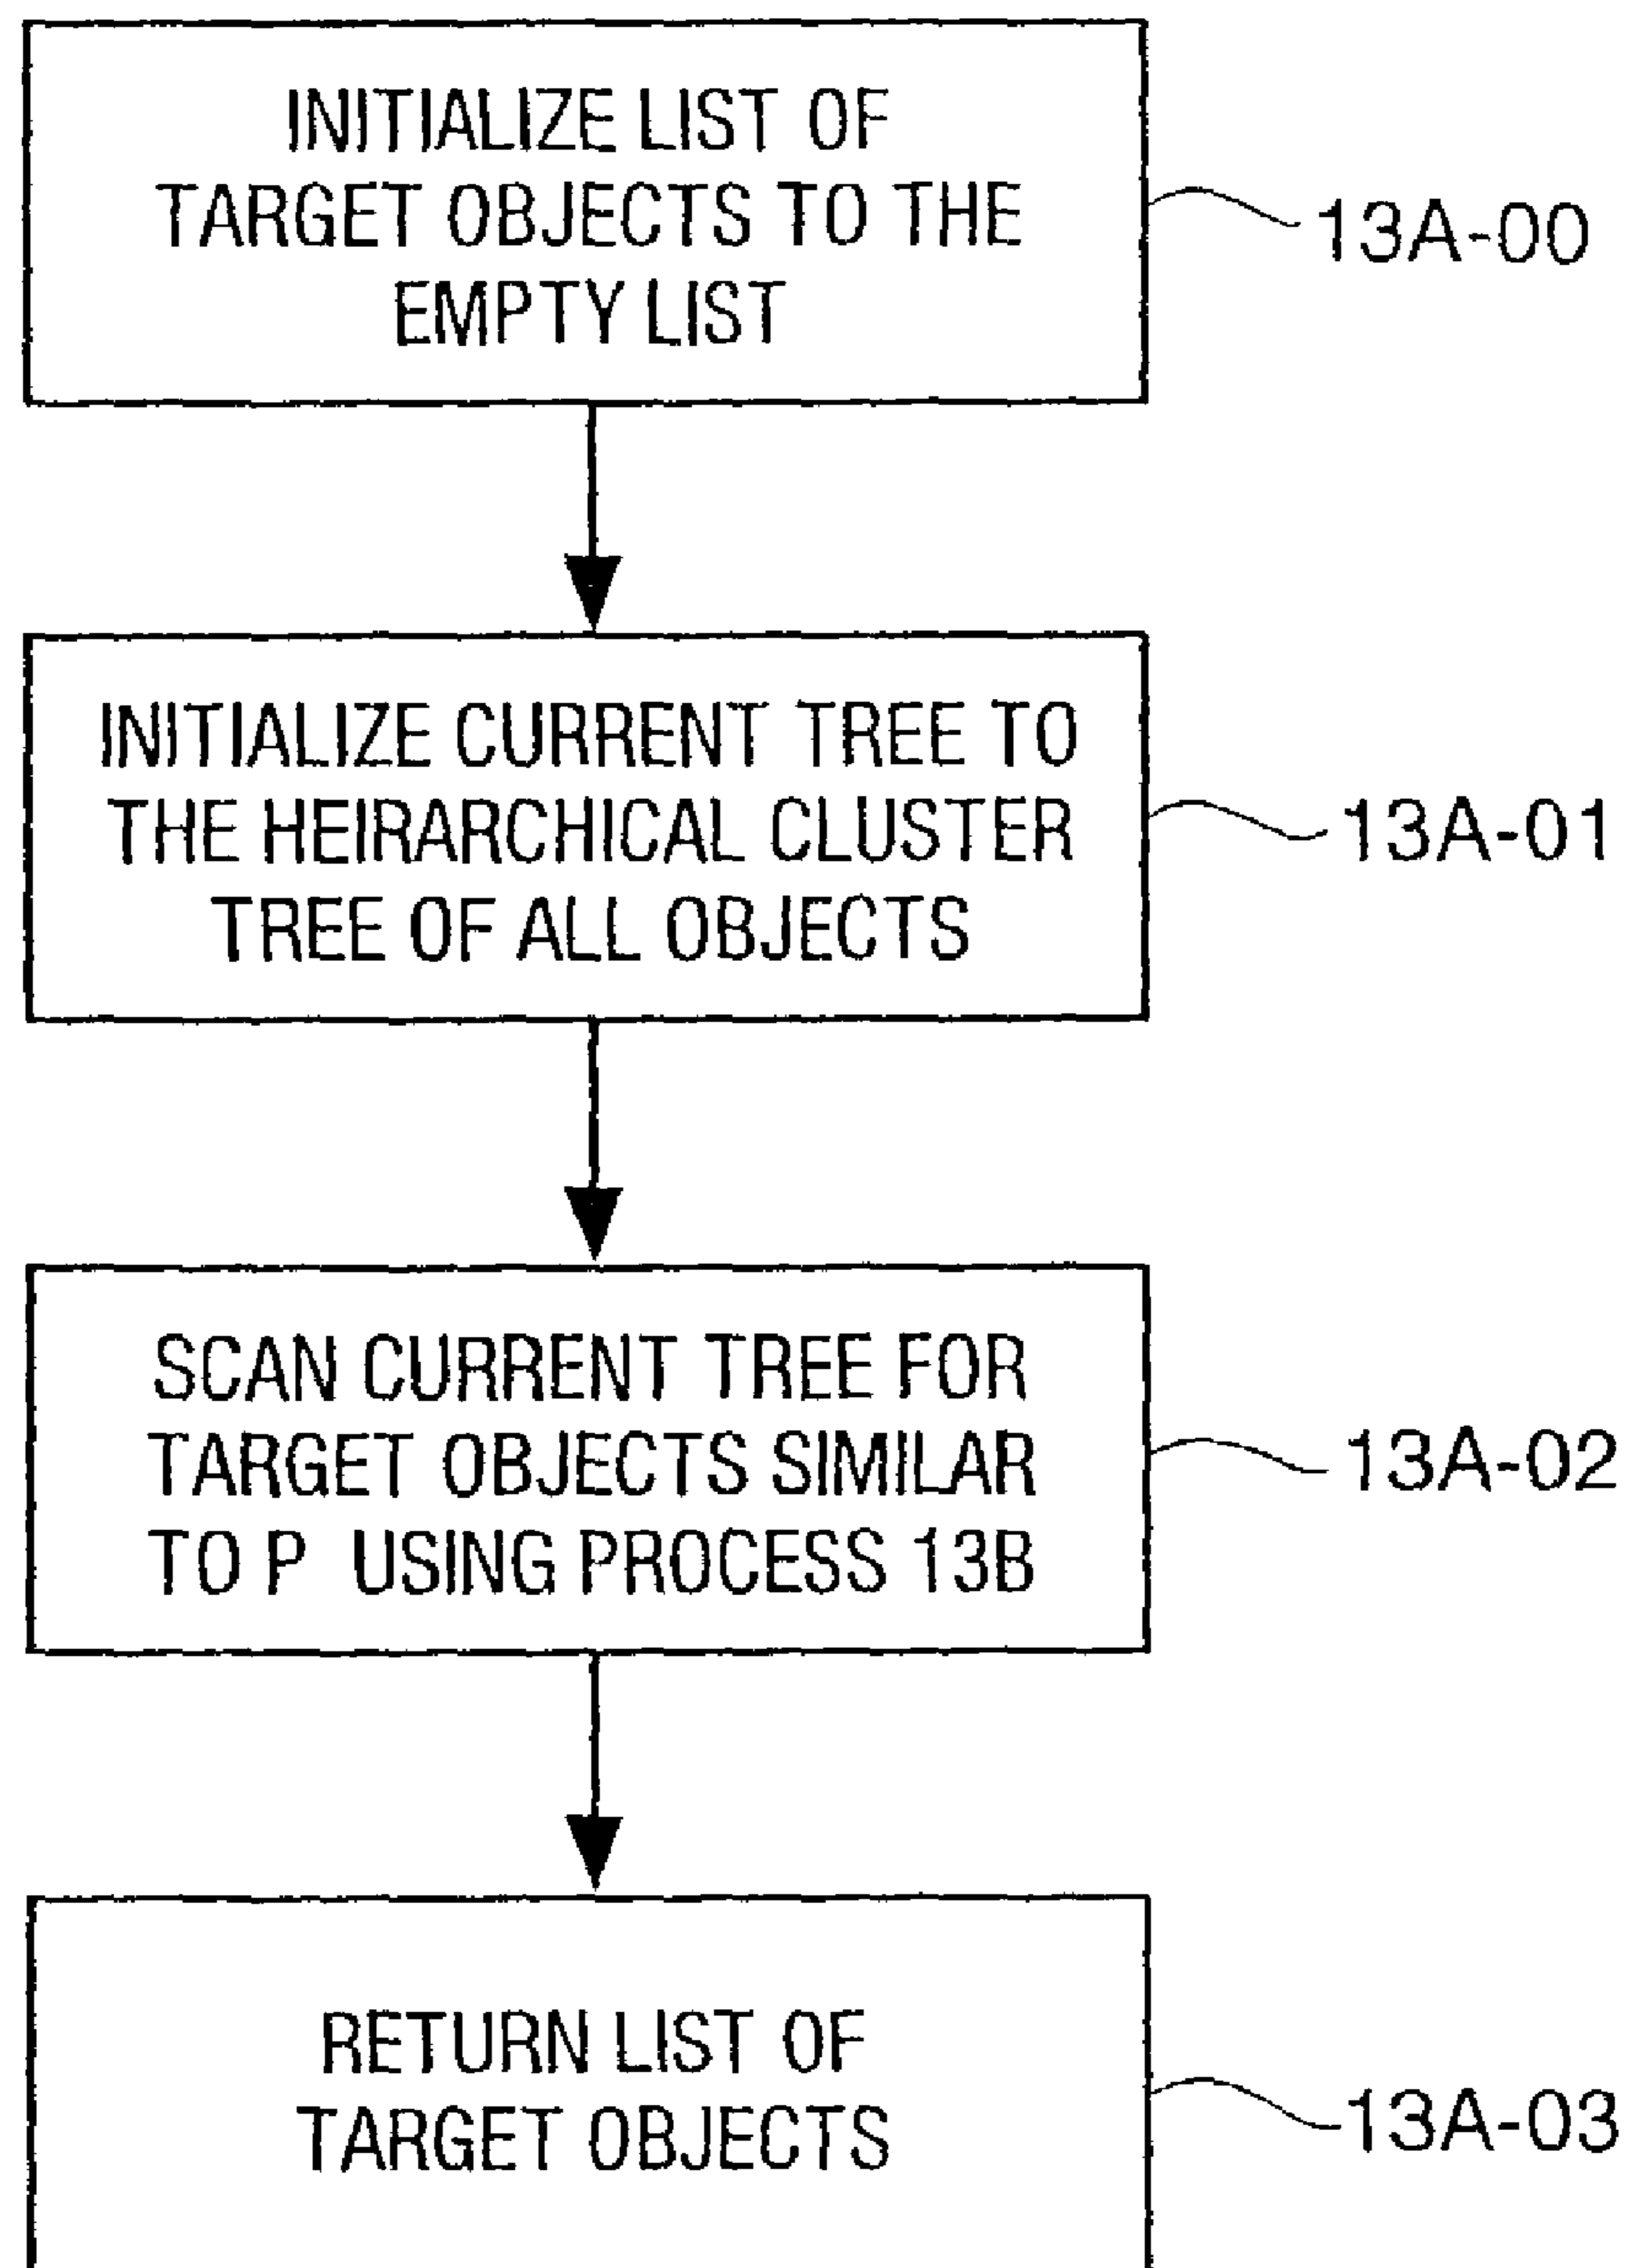 INITIALIZE LIST OF
TARGET OBJECTS TO THE
EMPTY LIST
13A-00
INITIALIZE CURRENT TREE TO
THE HEIRARCHICAL CLUSTER
TREE OF ALL OBJECTS
13A-01
SCAN CURRENT TREE FOR
TARGET OBJECTS SIMILAR
TO P USING PROCESS 13B
13A-02
RETURN LIST OF
TARGET OBJECTS
13A-03